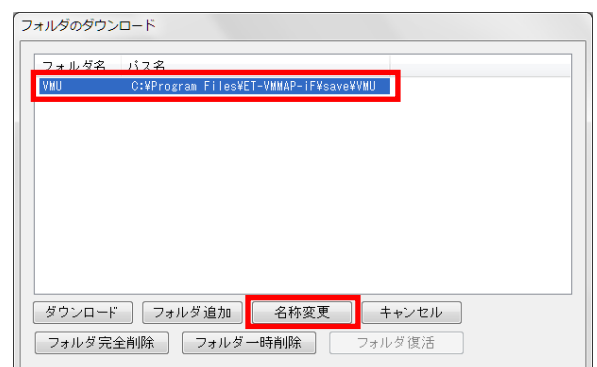 フォルダのダウンロード
フォルダ名 パス名
VMU C:¥Program Files¥ET-VMMAP-iF¥save¥VMU
ダウンロード フォルダ追加 名称変更 キャンセル
フォルダ完全削除 フォルダ一時削除 フォルダ復活